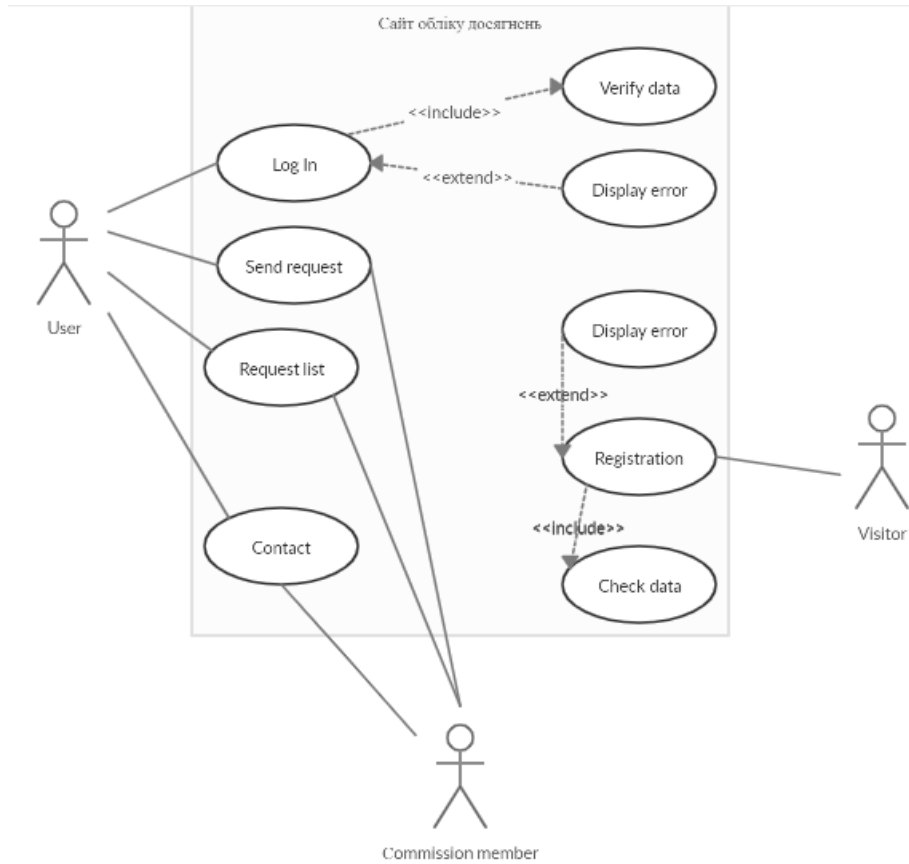 Сайт обліку досягнень
Verify data
<<include>>
Log In
<<extend>>
Display error
Send request
User
Display error
Request list
<<extend>>
Registration
<<include>>
Visitor
Contact
Check data
Commission member